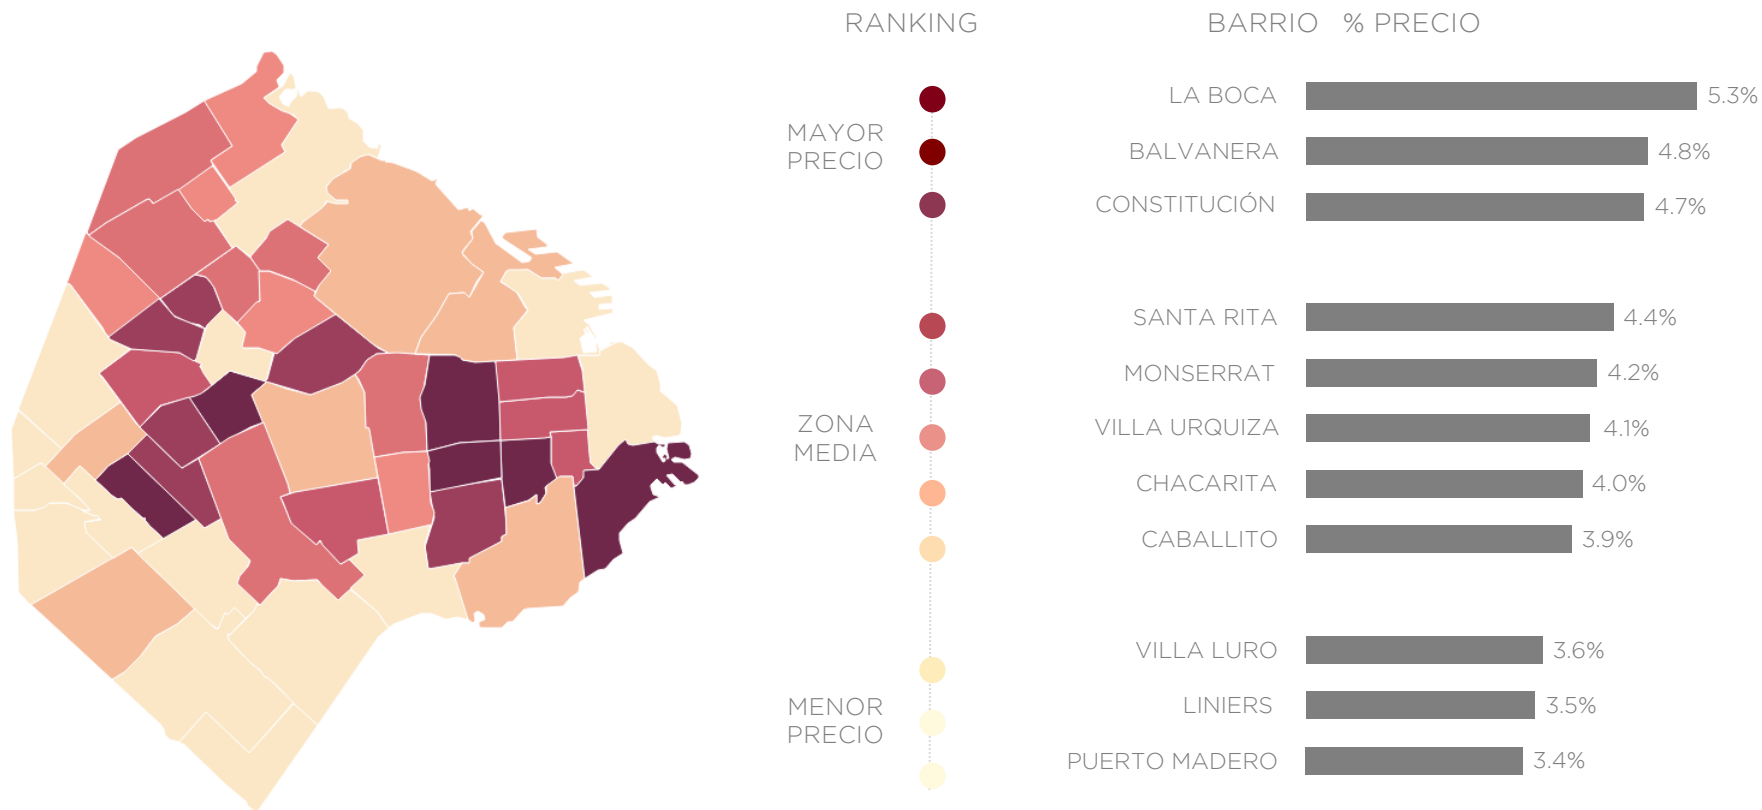 RANKING
BARRIO % PRECIO
MAYOR
PRECIO
LA BOCA 5.3%
BALVANERA 4.8%
CONSTITUCIÓN 4.7%
ZONA
MEDIA
SANTA RITA 4.4%
MONSERRAT 4.2%
VILLA URQUIZA 4.1%
CHACARITA 4.0%
CABALLITO 3.9%
MENOR
PRECIO
VILLA LURO 3.6%
LINIERS 3.5%
PUERTO MADERO 3.4%